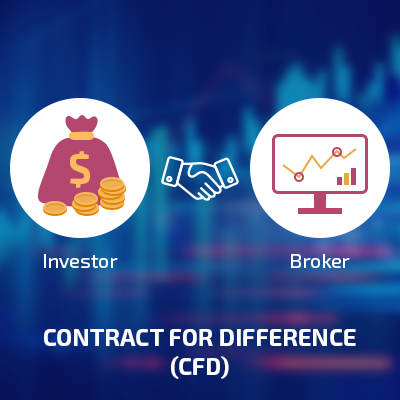 $
Investor
Broker
CONTRACT FOR DIFFERENCE
(CFD)